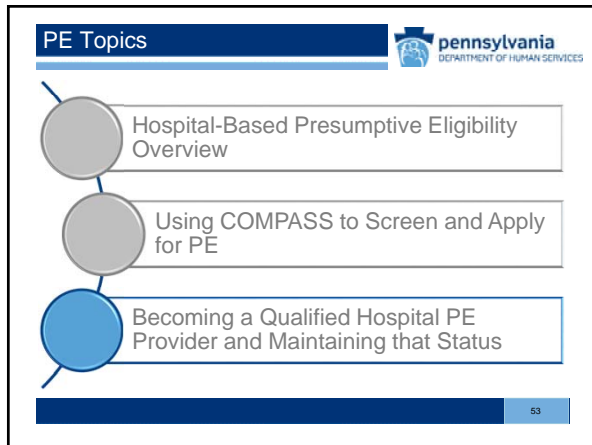 PE Topics
pennsylvania
DEPARTMENT OF HUMAN SERVICES
Hospital-Based Presumptive Eligibility
Overview
Using COMPASS to Screen and Apply
for PE
Becoming a Qualified Hospital PE
Provider and Maintaining that Status
53